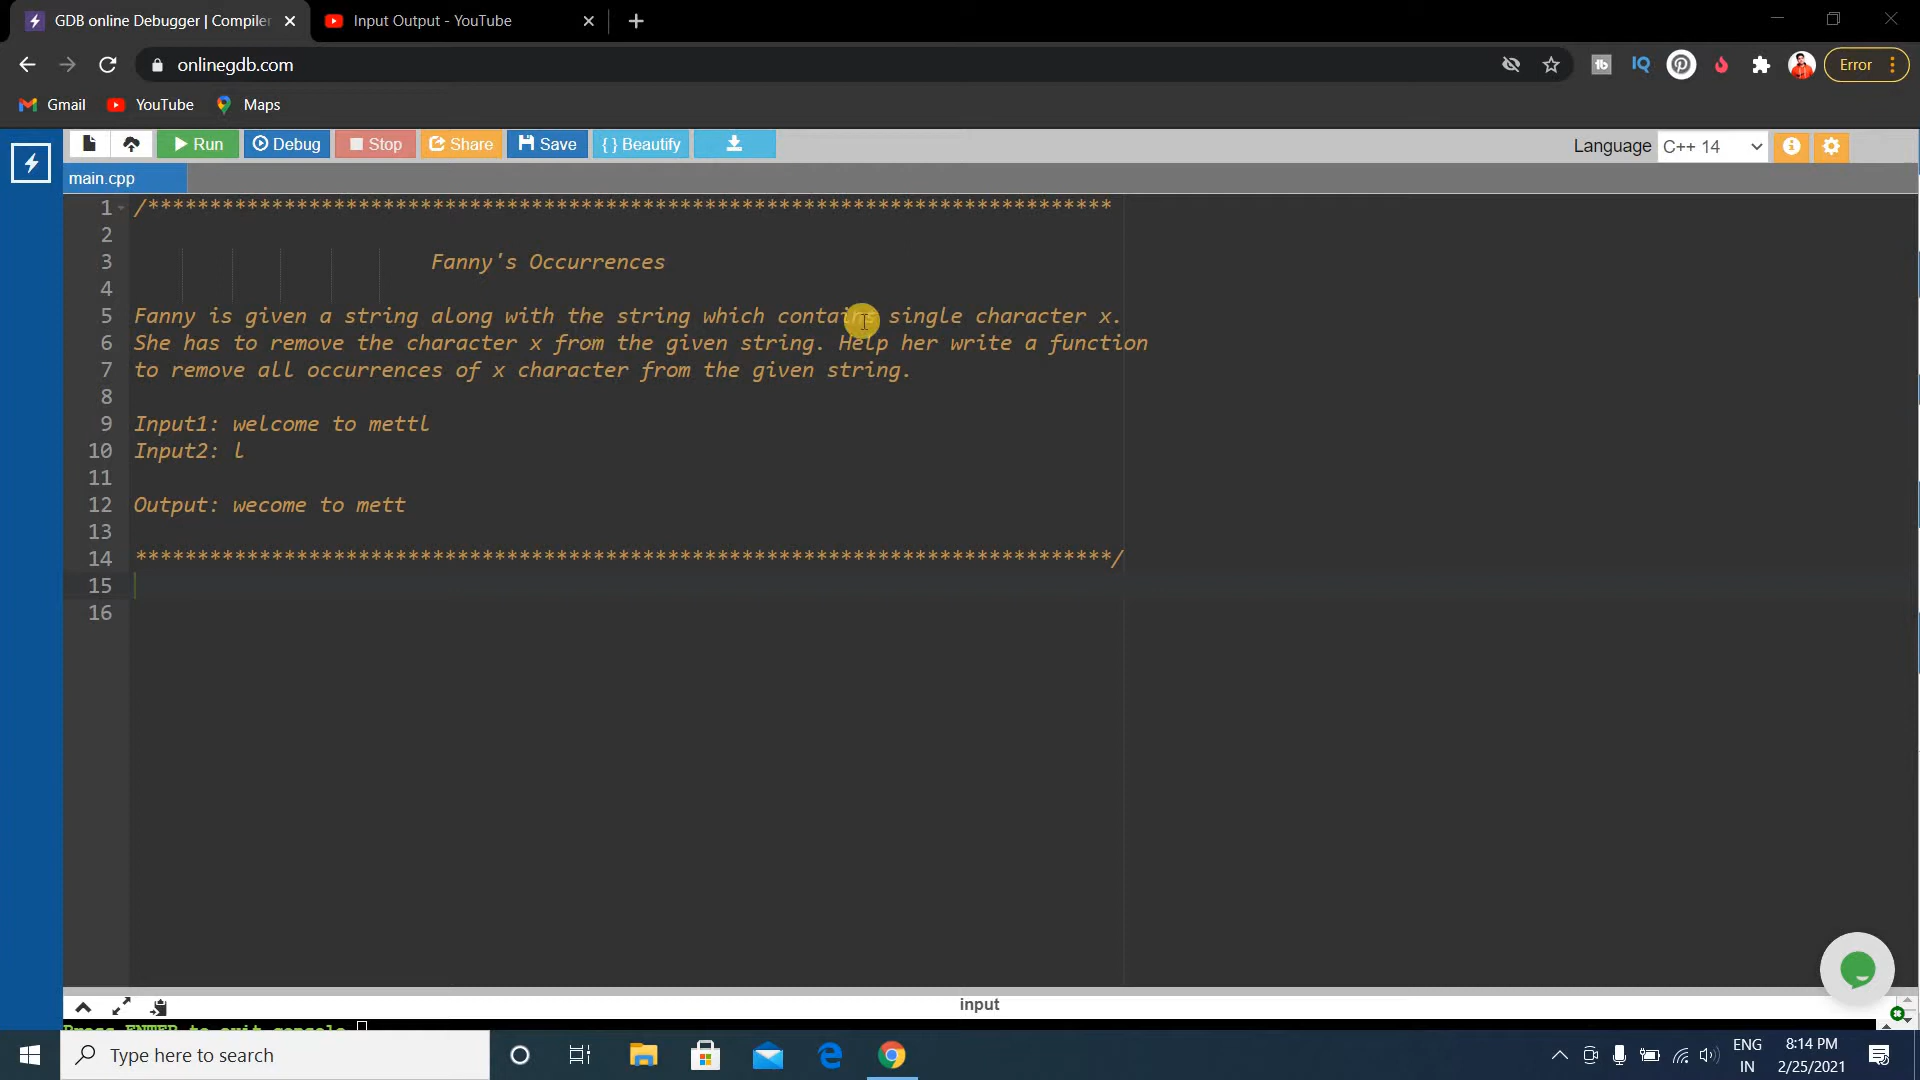 GDB online Debugger | Compiler
Input Output - YouTube
onlinegdb.com
Error
Gmail
YouTube
Maps
Run
Debug
Stop
Share
Save
{ } Beautify
Language
C++ 14
main.cpp
1 /******************************************************************************
2
3 Fanny's Occurrences
4
5 Fanny is given a string along with the string which contains single character x.
6 She has to remove the character x from the given string. Help her write a function
7 to remove all occurrences of x character from the given string.
8
9 Input1: welcome to mettl
10 Input2: l
11
12 Output: wecome to mett
13
14 *******************************************************************************/
15
16
input
Press ENTER to exit console.
Type here to search
ENG
IN
8:14 PM
2/25/2021